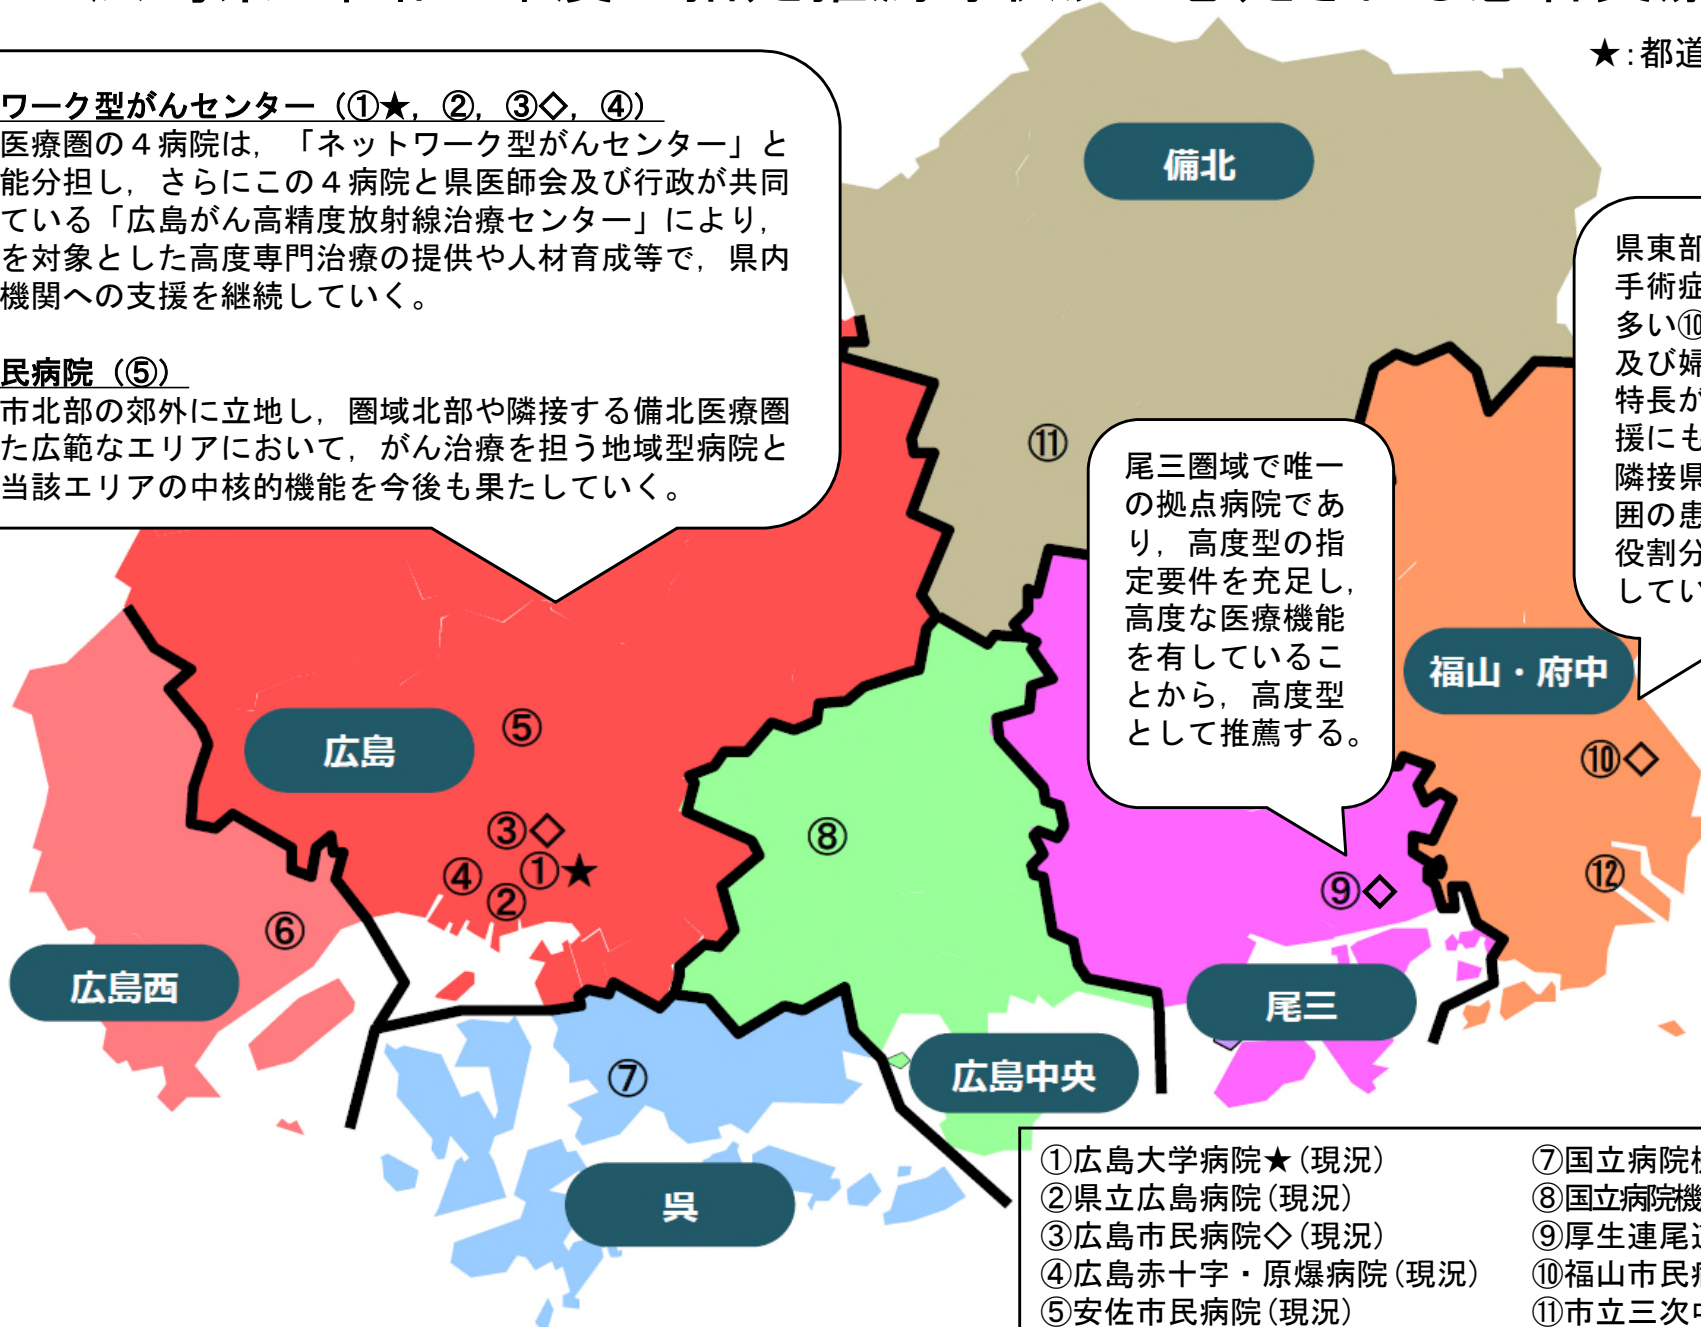 ★:都道
ワーク型がんセンター（①★，②，③◇，④）
医療圏の４病院は，「ネットワーク型がんセンター」と
能分担し，さらにこの４病院と県医師会及び行政が共同
ている「広島がん高精度放射線治療センター」により，
を対象とした高度専門治療の提供や人材育成等で，県内
機関への支援を継続していく。
民病院（⑤）
市北部の郊外に立地し，圏域北部や隣接する備北医療圏
た広範なエリアにおいて，がん治療を担う地域型病院と
当該エリアの中核的機能を今後も果たしていく。
備北
県東部
手術症
多い⑩
及び婦
特長が
援にも
隣接県
囲の患
役割分
してい
⑪
尾三圏域で唯一
の拠点病院であ
り，高度型の指
定要件を充足し，
高度な医療機能
を有しているこ
とから，高度型
として推薦する。
福山・府中
広島
⑤
⑩◇
③◇
⑧
④
①★
②
⑨◇
⑫
⑥
広島西
尾三
⑦
広島中央
呉
①広島大学病院★(現況)
②県立広島病院(現況)
③広島市民病院◇(現況)
④広島赤十字・原爆病院(現況)
⑤安佐市民病院(現況)
⑦国立病院
⑧国立病院機
⑨厚生連尾道
⑩福山市民
⑪市立三次中